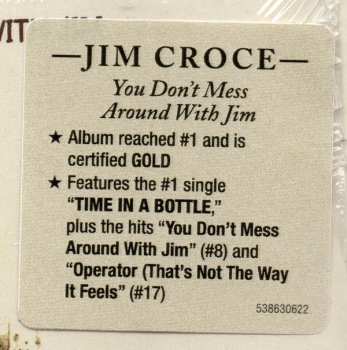 —JIM CROCE—
You Don't Mess
Around With Jim
★ Album reached #1 and is
certified GOLD
★ Features the #1 single
"TIME IN A BOTTLE,"
plus the hits "You Don't Mess
Around With Jim" (#8) and
"Operator (That's Not The Way
It Feels" (#17)
538630622